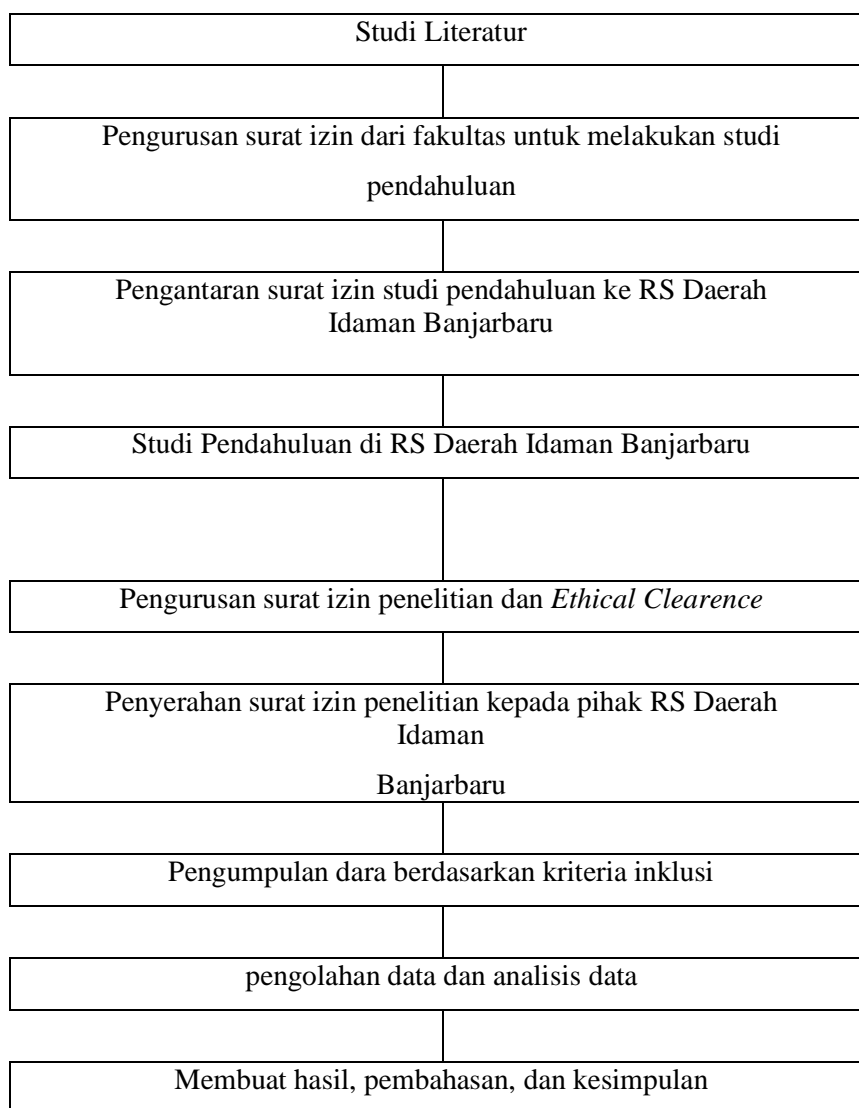 Studi Literatur
Pengurusan surat izin dari fakultas untuk melakukan studi
pendahuluan
Pengantaran surat izin studi pendahuluan ke RS Daerah
Idaman Banjarbaru
Studi Pendahuluan di RS Daerah Idaman Banjarbaru
Pengurusan surat izin penelitian dan Ethical Clearence
Penyerahan surat izin penelitian kepada pihak RS Daerah
Idaman
Banjarbaru
Pengumpulan dara berdasarkan kriteria inklusi
pengolahan data dan analisis data
Membuat hasil, pembahasan, dan kesimpulan